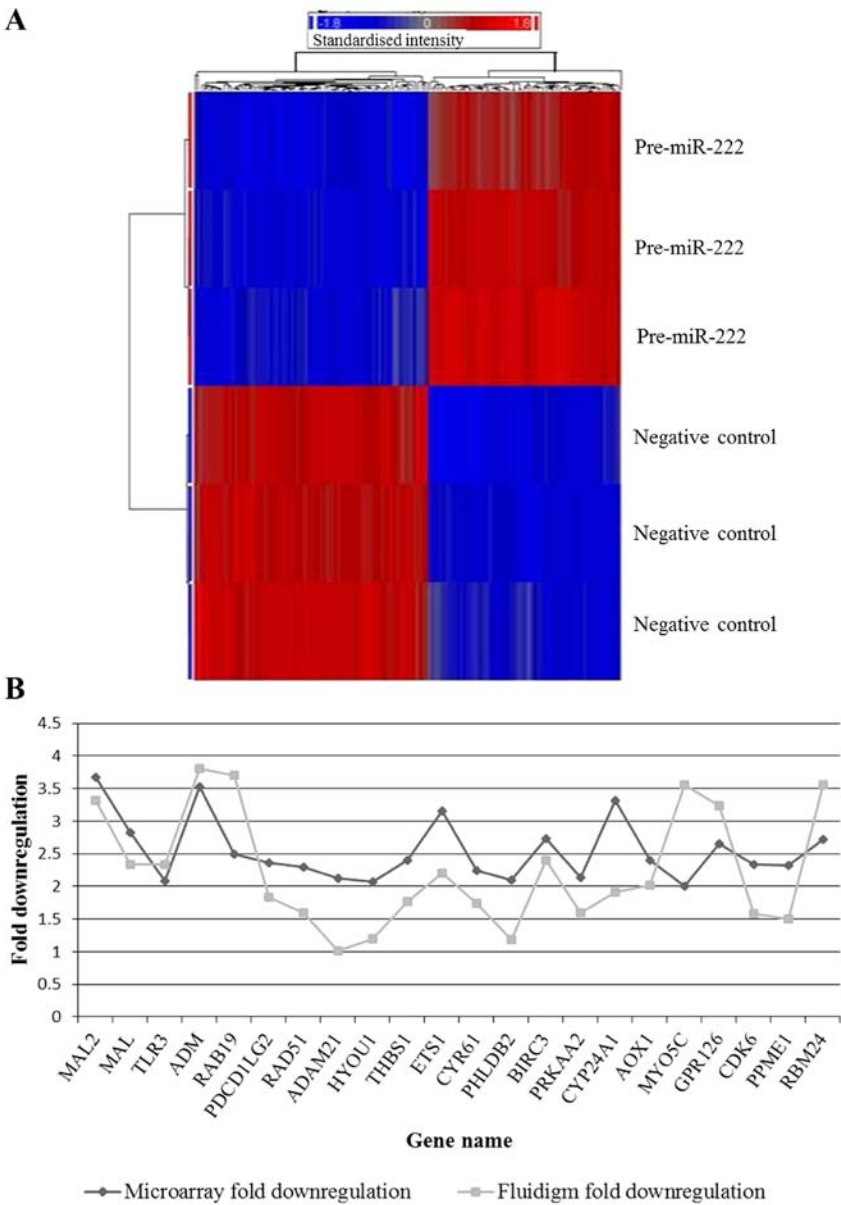 A
-1.8 0 1.8
Standardised intensity
Pre-miR-222
Pre-miR-222
Pre-miR-222
Negative control
Negative control
Negative control
B
Fold downregulation
4.5
4
3.5
3
2.5
2
1.5
1
0.5
0
MAL2
MAL
TLR3
ADM
RAB19
PDCD1LG2
RAD51
ADAM21
HYOU1
THBS1
ETS1
CYR61
PHLDB2
BIRC3
PRKAA2
CYP24A1
AOX1
MYO5C
GPR126
CDK6
PPME1
RBM24
Gene name
Microarray fold downregulation
Fluidigm fold downregulation